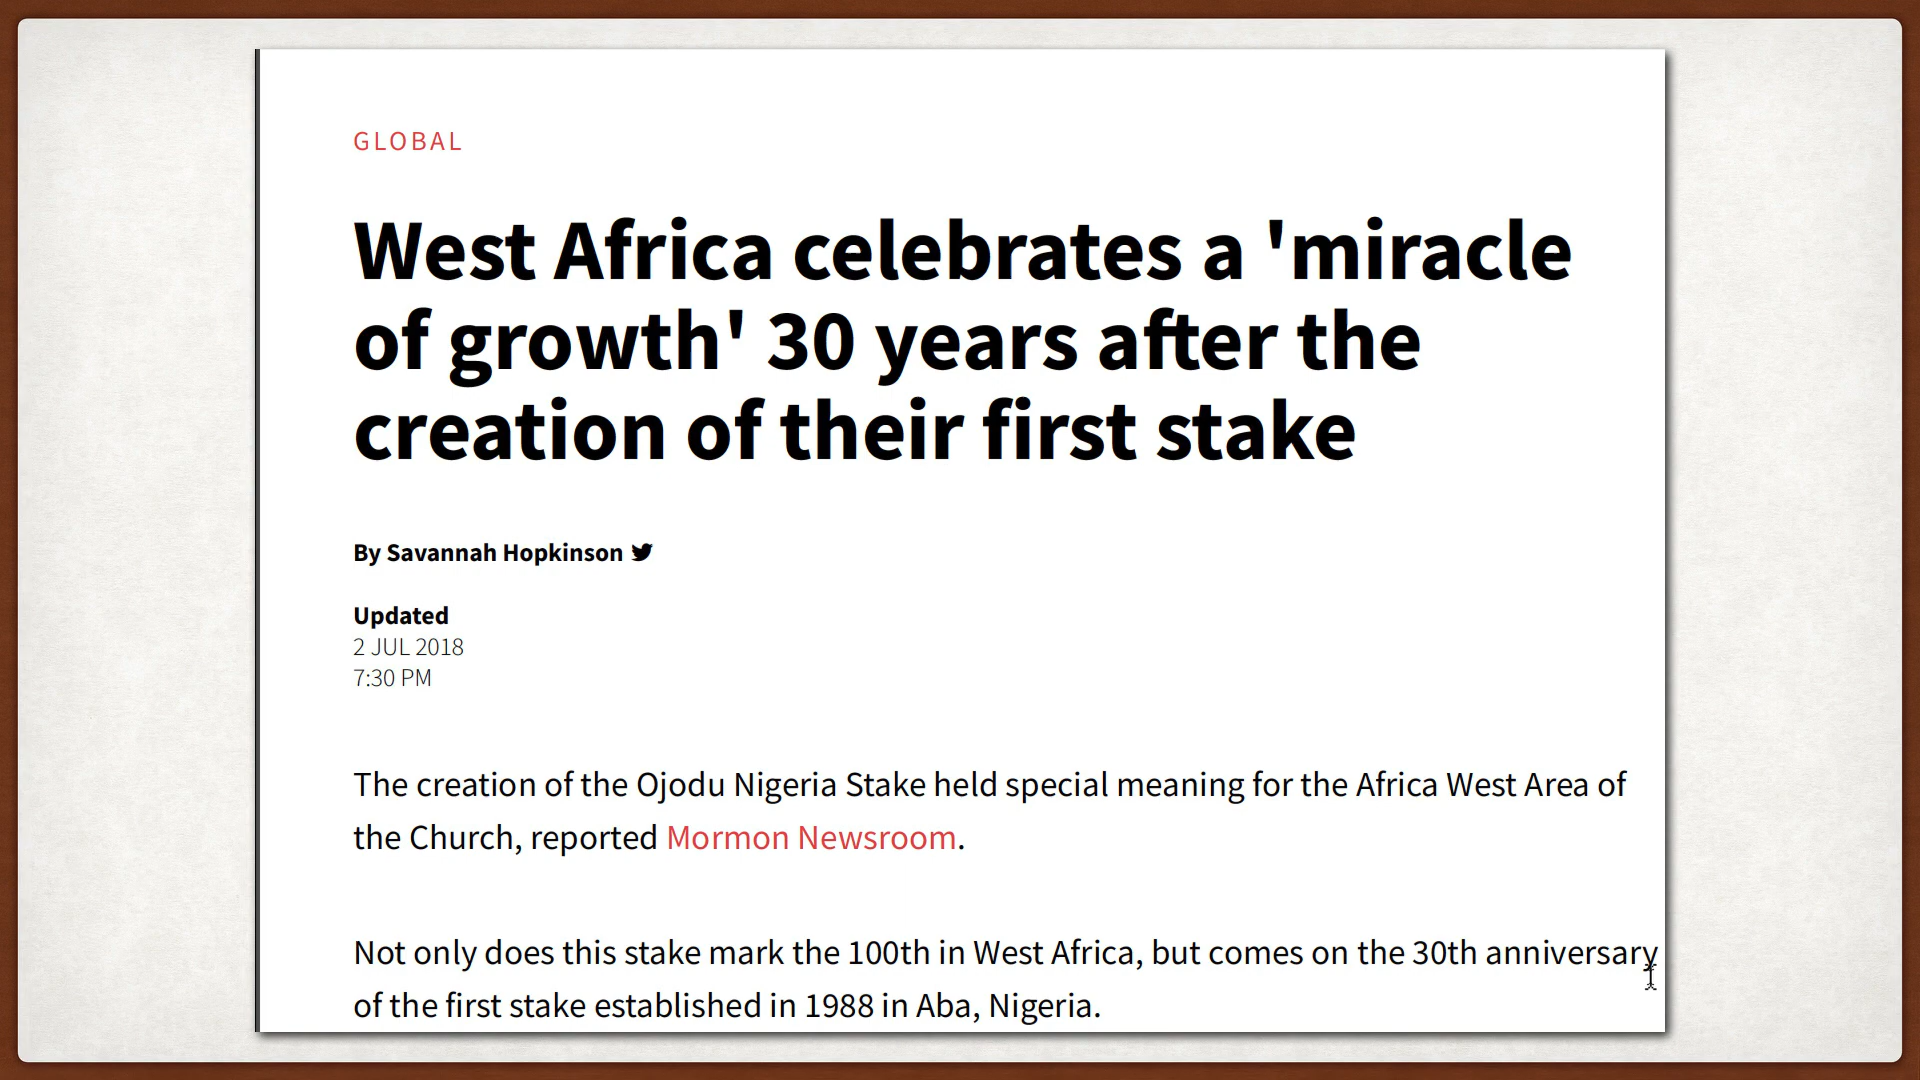 GLOBAL
West Africa celebrates a 'miracle
of growth' 30 years after the
creation of their first stake
By Savannah Hopkinson
Updated
2 JUL 2018
7:30 PM
The creation of the Ojodu Nigeria Stake held special meaning for the Africa West Area of
the Church, reported Mormon Newsroom.
Not only does this stake mark the 100th in West Africa, but comes on the 30th anniversary
of the first stake established in 1988 in Aba, Nigeria.